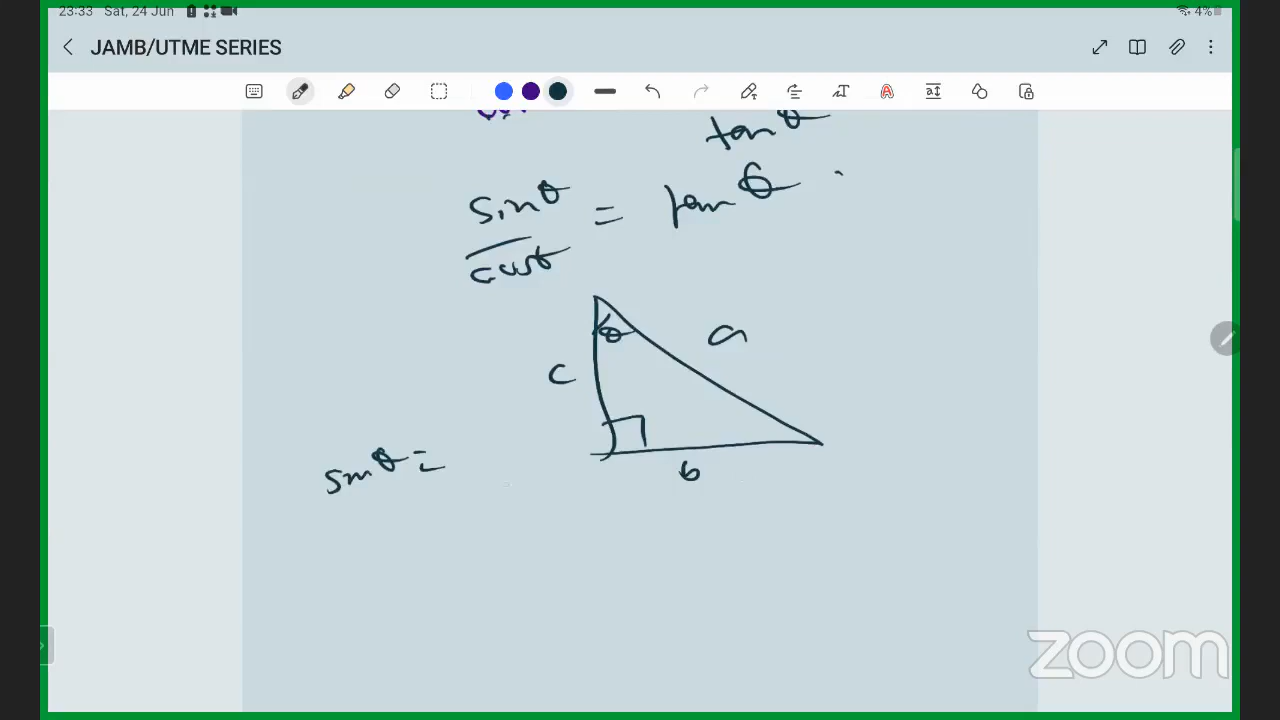 23:33 Sat, 24 Jun 4%
JAMB/UTME SERIES
tan θ
sin θ = tan θ
cos θ
θ
a
c
b
sin θ =
zoom